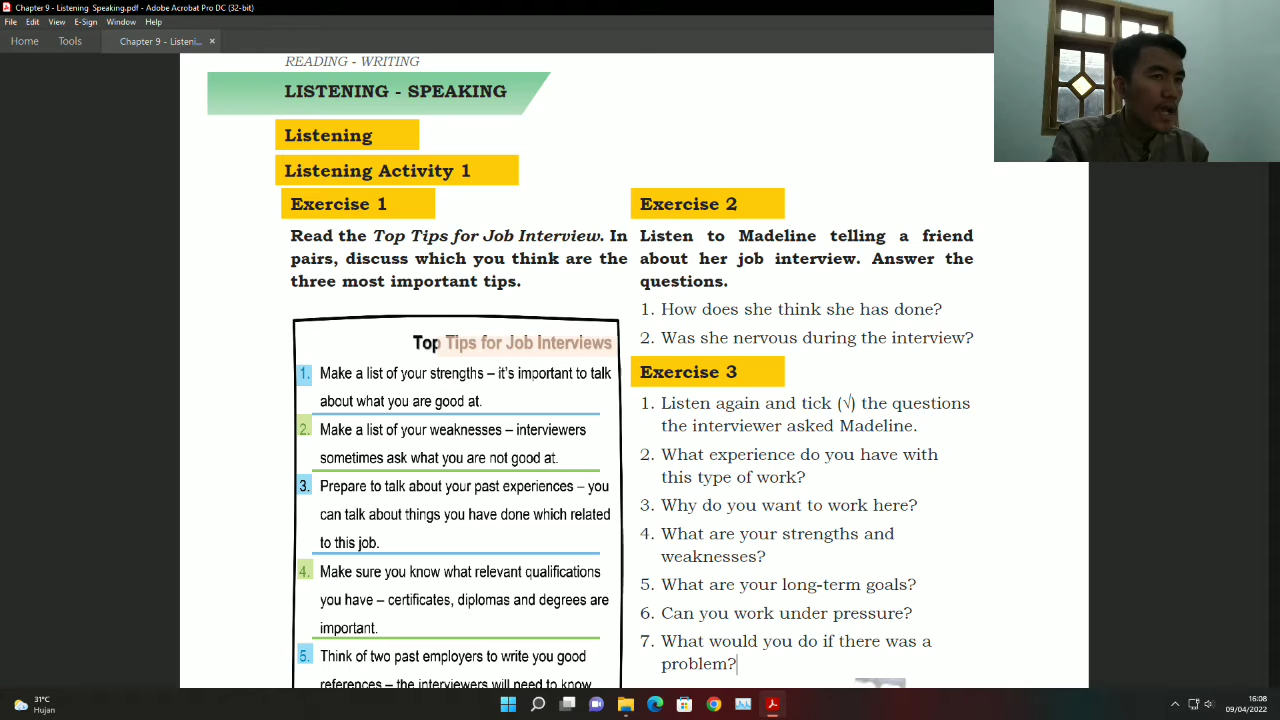 Chapter 9 - Listening Speaking.pdf - Adobe Acrobat Pro DC (32-bit)
File Edit View E-Sign Window Help
Home Tools Chapter 9 - Listeni... ×
READING - WRITING
LISTENING - SPEAKING
Listening
Listening Activity 1
Exercise 1
Read the Top Tips for Job Interview. In
pairs, discuss which you think are the
three most important tips.
Top Tips for Job Interviews
1. Make a list of your strengths – it's important to talk
about what you are good at.
2. Make a list of your weaknesses – interviewers
sometimes ask what you are not good at.
3. Prepare to talk about your past experiences – you
can talk about things you have done which related
to this job.
4. Make sure you know what relevant qualifications
you have – certificates, diplomas and degrees are
important.
5. Think of two past employers to write you good
references – the interviewers will need to know
Exercise 2
Listen to Madeline telling a friend
about her job interview. Answer the
questions.
1. How does she think she has done?
2. Was she nervous during the interview?
Exercise 3
1. Listen again and tick (√) the questions
the interviewer asked Madeline.
2. What experience do you have with
this type of work?
3. Why do you want to work here?
4. What are your strengths and
weaknesses?
5. What are your long-term goals?
6. Can you work under pressure?
7. What would you do if there was a
problem?
31°C
Hujan
16:08
09/04/2022